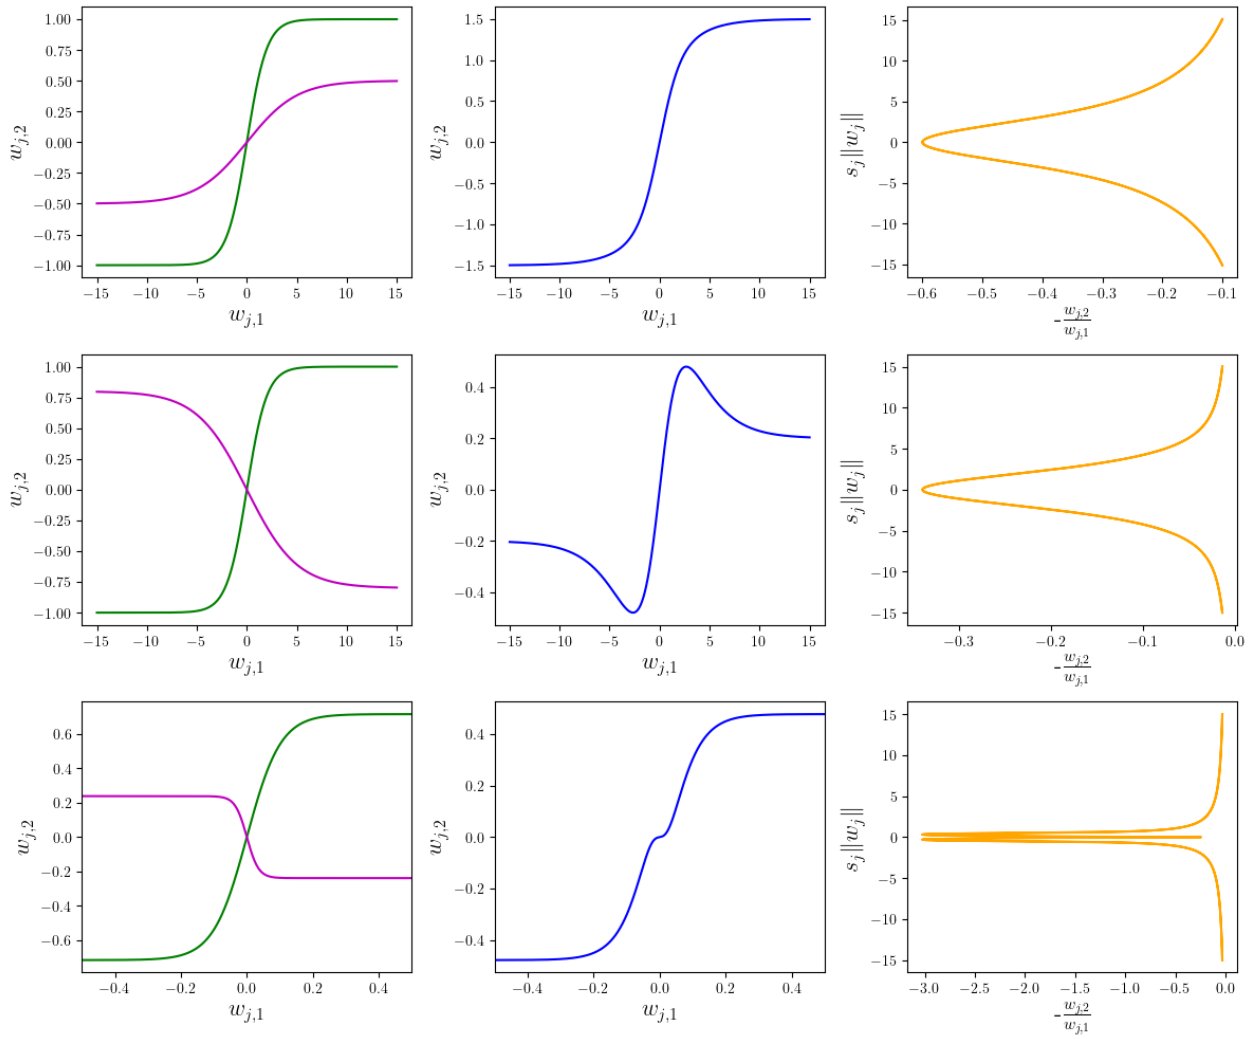 1.00
0.75
0.50
0.25
0.00
−0.25
−0.50
−0.75
−1.00
w_{j,2}
−15 −10 −5 0 5 10 15
w_{j,1}
1.5
1.0
0.5
0.0
−0.5
−1.0
−1.5
w_{j,2}
−15 −10 −5 0 5 10 15
w_{j,1}
15
10
5
0
−5
−10
−15
s_j||w_j||
−0.6 −0.5 −0.4 −0.3 −0.2 −0.1
-\frac{w_{j,2}}{w_{j,1}}
1.00
0.75
0.50
0.25
0.00
−0.25
−0.50
−0.75
−1.00
w_{j,2}
−15 −10 −5 0 5 10 15
w_{j,1}
0.4
0.2
0.0
−0.2
−0.4
w_{j,2}
−15 −10 −5 0 5 10 15
w_{j,1}
15
10
5
0
−5
−10
−15
s_j||w_j||
−0.3 −0.2 −0.1 0.0
-\frac{w_{j,2}}{w_{j,1}}
0.6
0.4
0.2
0.0
−0.2
−0.4
−0.6
w_{j,2}
−0.4 −0.2 0.0 0.2 0.4
w_{j,1}
0.4
0.2
0.0
−0.2
−0.4
w_{j,2}
−0.4 −0.2 0.0 0.2 0.4
w_{j,1}
15
10
5
0
−5
−10
−15
s_j||w_j||
−3.0 −2.5 −2.0 −1.5 −1.0 −0.5 0.0
-\frac{w_{j,2}}{w_{j,1}}